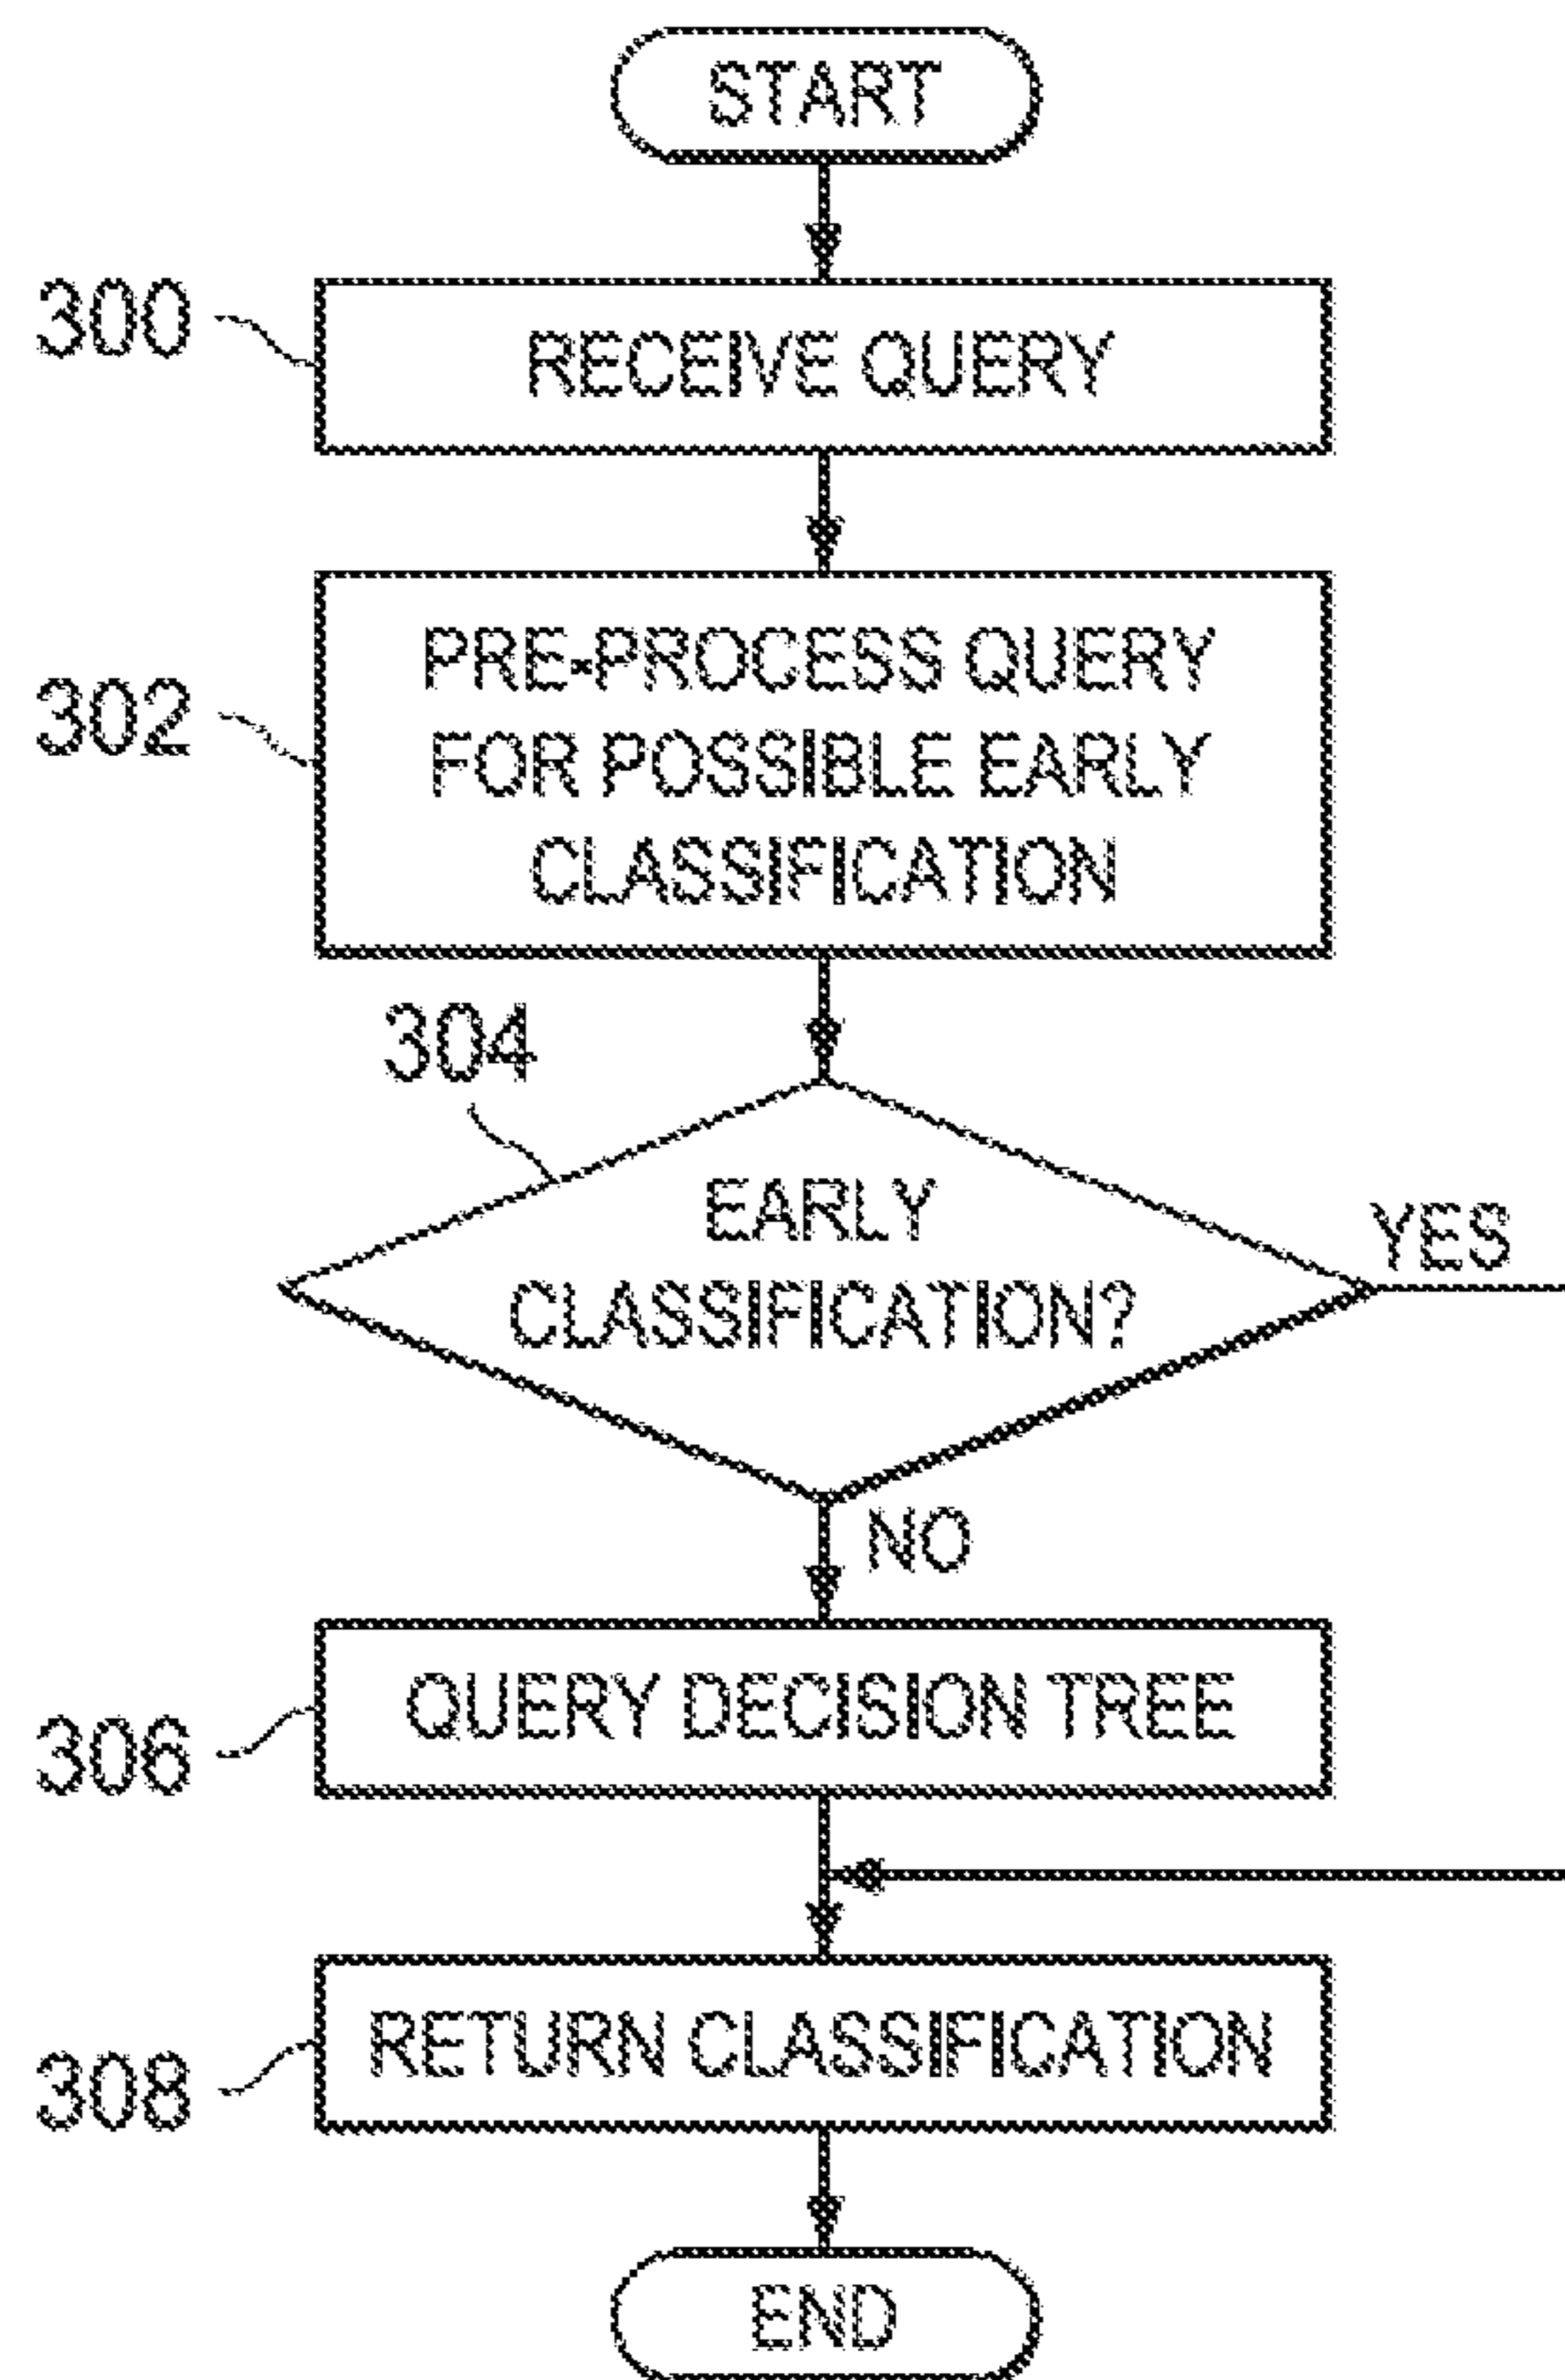 START
300
RECEIVE QUERY
302
PRE-PROCESS QUERY
FOR POSSIBLE EARLY
CLASSIFICATION
304
EARLY
CLASSIFICATION?
YES
NO
306
QUERY DECISION TREE
308
RETURN CLASSIFICATION
END